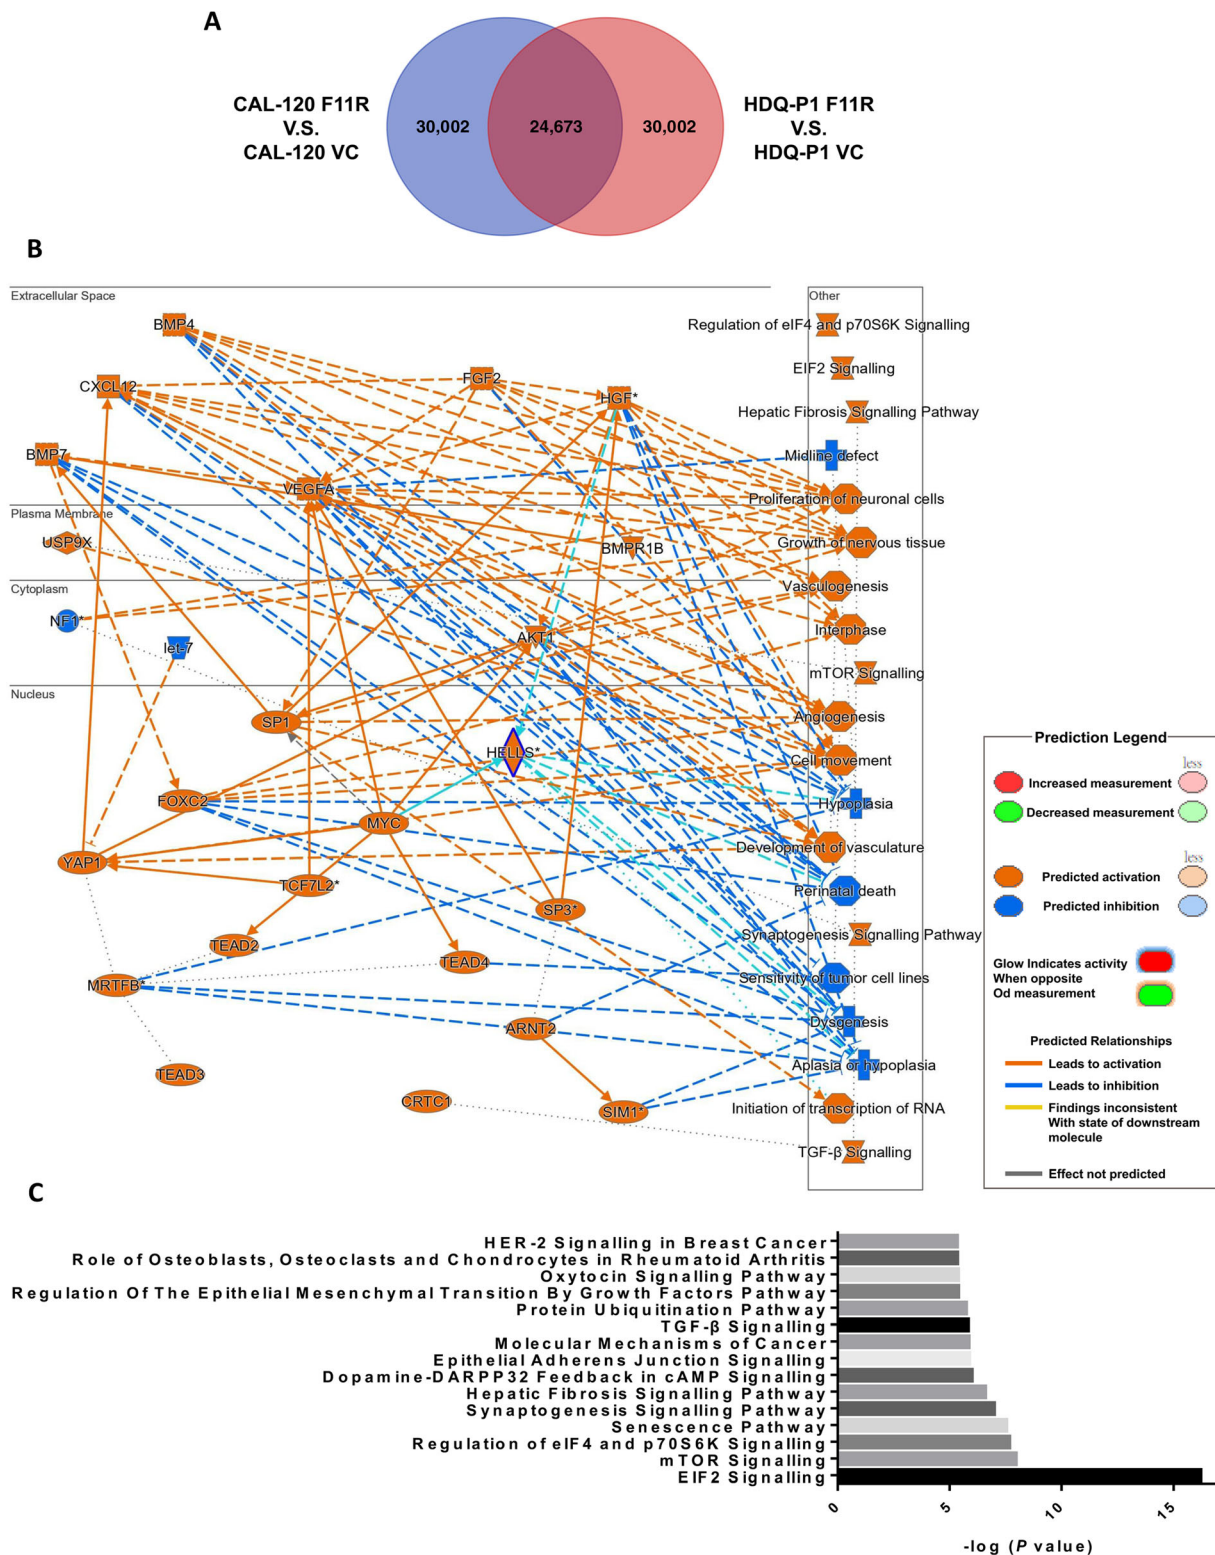 A
CAL-120 F11R
V.S.
CAL-120 VC
30,002
24,673
30,002
HDQ-P1 F11R
V.S.
HDQ-P1 VC
B
Extracellular Space
Other
BMP4
Regulation of eIF4 and p70S6K Signalling
EIF2 Signalling
CXCL12
FGF2
HGF*
Hepatic Fibrosis Signalling Pathway
BMP7
Midline defect
VEGFA
Proliferation of neuronal cells
Plasma Membrane
USP9X
BMPR1B
Growth of nervous tissue
Cytoplasm
Vasculogenesis
NF1*
let-7
AKT1
Interphase
mTOR Signalling
Nucleus
SP1
Angiogenesis
HELLS*
Cell movement
FOXC2
Hypoplasia
MYC
YAP1
Development of vasculature
TCF7L2*
Perinatal death
SP3*
TEAD2
Synaptogenesis Signalling Pathway
TEAD4
MRTFB*
Sensitivity of tumor cell lines
ARNT2
Dysgenesis
TEAD3
Aplasia or hypoplasia
CRTC1
SIM1*
Initiation of transcription of RNA
TGF-β Signalling
Prediction Legend
less
Increased measurement
Decreased measurement
less
Predicted activation
Predicted inhibition
Glow Indicates activity
When opposite
Od measurement
Predicted Relationships
Leads to activation
Leads to inhibition
Findings inconsistent
With state of downstream
molecule
Effect not predicted
C
HER-2 Signalling in Breast Cancer
Role of Osteoblasts, Osteoclasts and Chondrocytes in Rheumatoid Arthritis
Oxytocin Signalling Pathway
Regulation Of The Epithelial Mesenchymal Transition By Growth Factors Pathway
Protein Ubiquitination Pathway
TGF-β Signalling
Molecular Mechanisms of Cancer
Epithelial Adherens Junction Signalling
Dopamine-DARPP32 Feedback in cAMP Signalling
Hepatic Fibrosis Signalling Pathway
Synaptogenesis Signalling Pathway
Senescence Pathway
Regulation of eIF4 and p70S6K Signalling
mTOR Signalling
EIF2 Signalling
0
5
10
15
-log (P value)